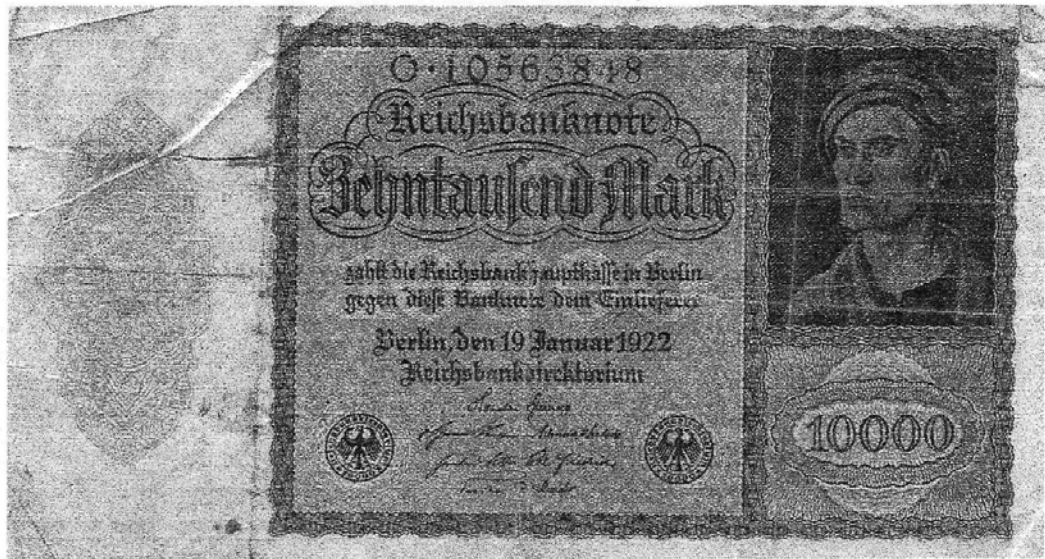 O·10563848
Reichsbanknote
Zehntausend Mark
zahlt die Reichsbankhauptkasse in Berlin
gegen diese Banknote dem Einlieferer
Berlin, den 19 Januar 1922
Reichsbankdirektorium
10000